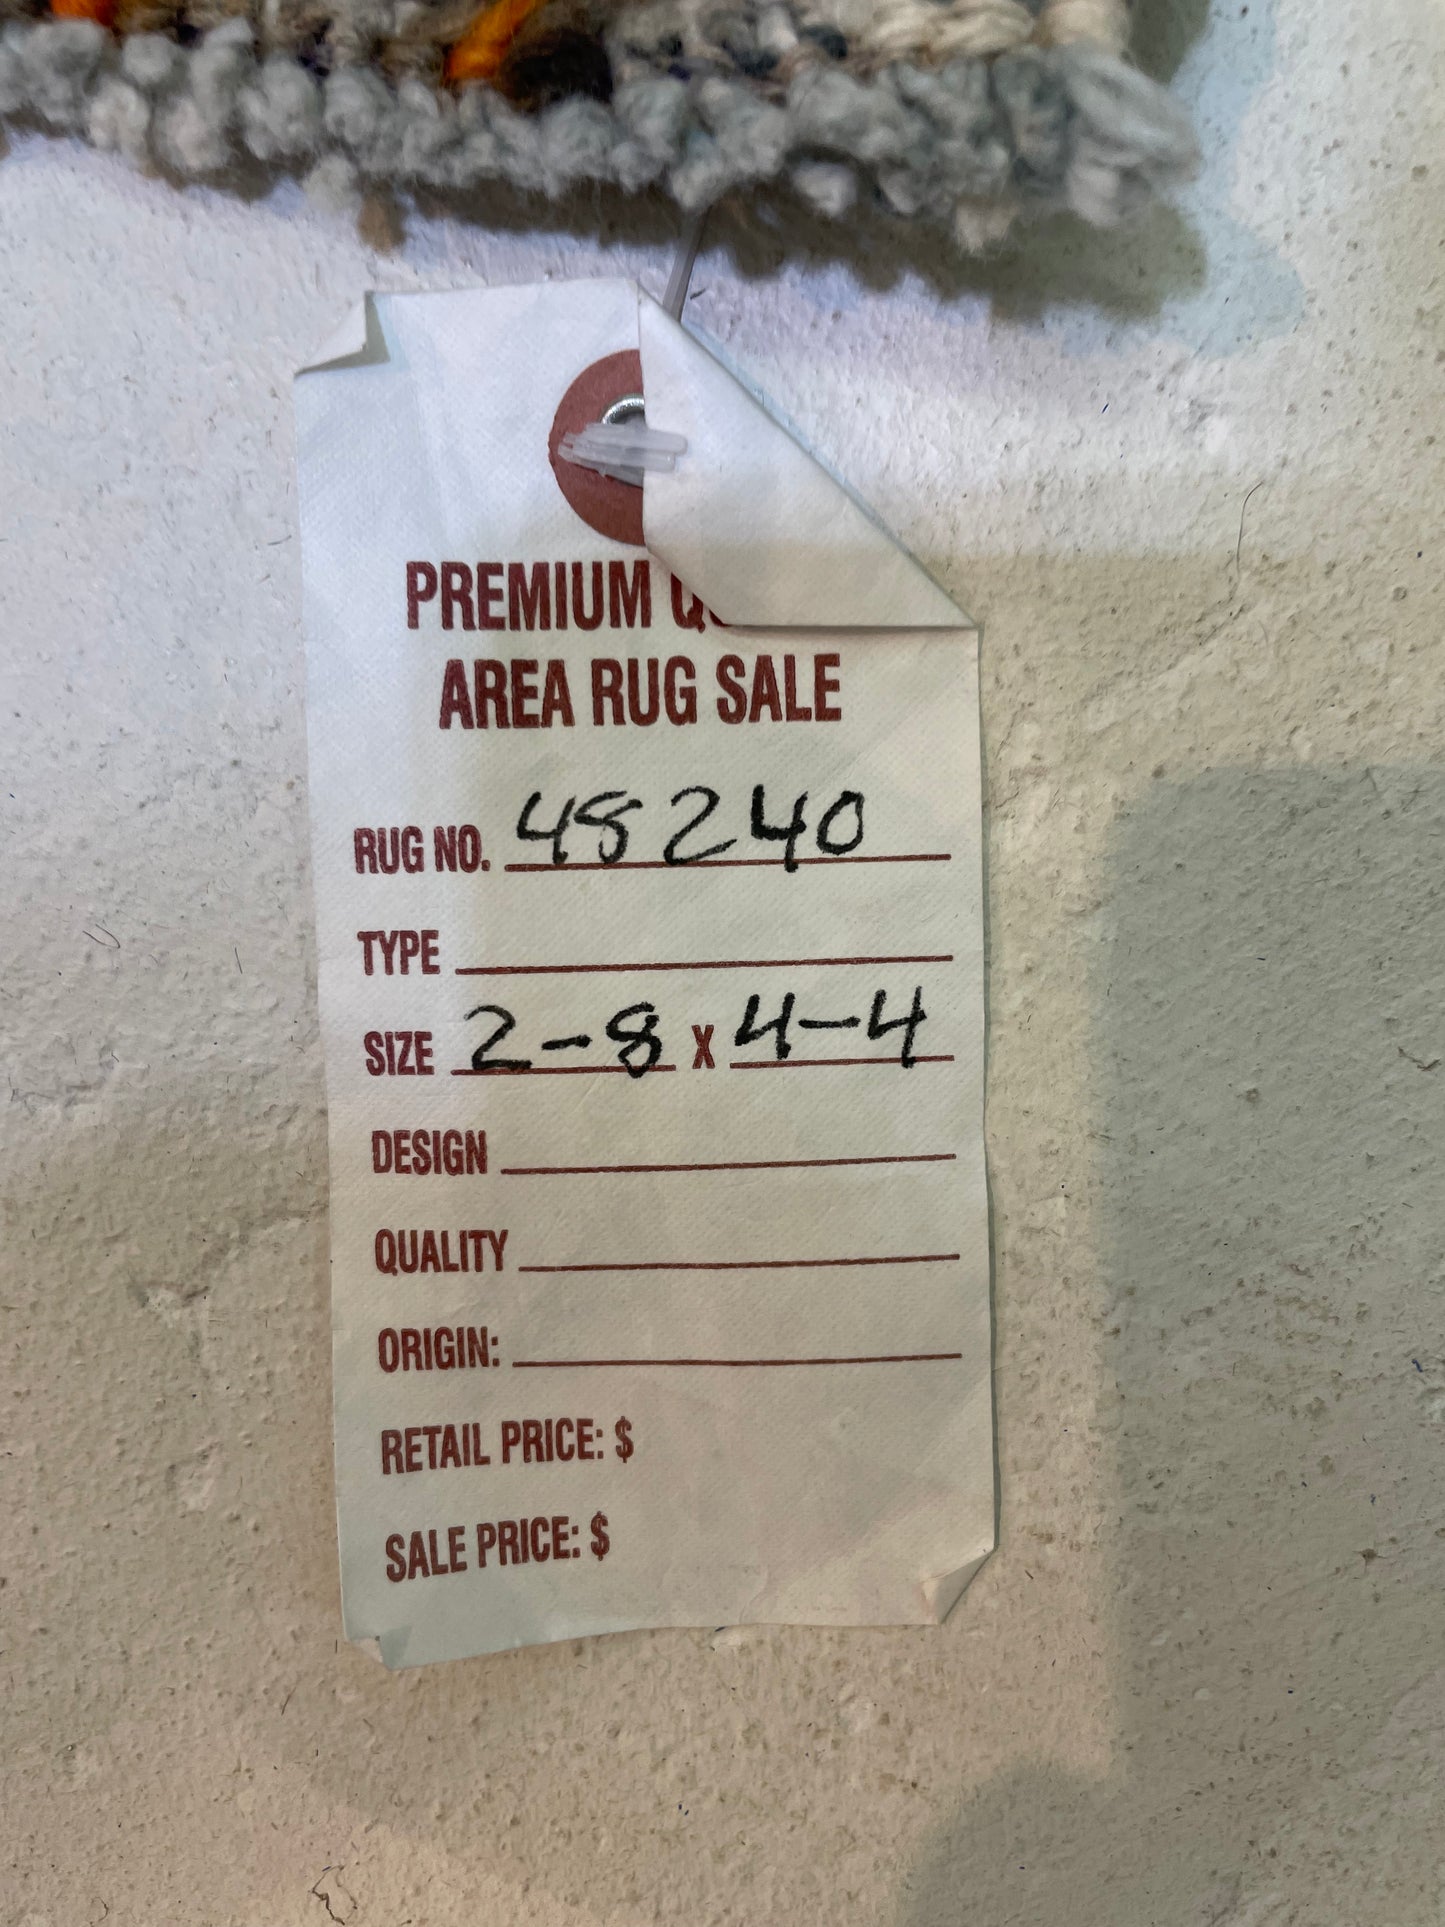 PREMIUM
AREA RUG SALE
RUG NO. 48240
TYPE
SIZE 2-8 X 4-4
DESIGN
QUALITY
ORIGIN:
RETAIL PRICE: $
SALE PRICE: $